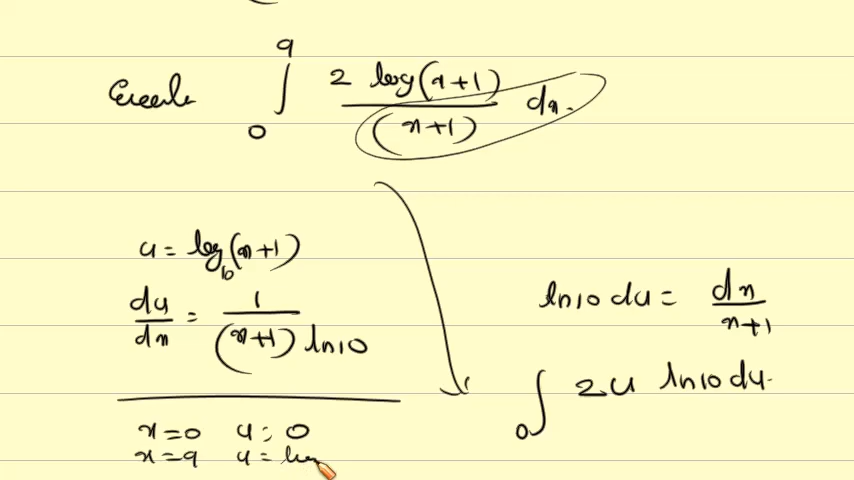 Evaluate ∫₀⁹ 2 log(x+1)/(x+1) dx.
u = log₁₀(x+1)
du/dx = 1/((x+1) ln10)
ln10 du = dx/(x+1)
∫₀ 2u ln10 du.
x=0 u = 0
x=9 u =